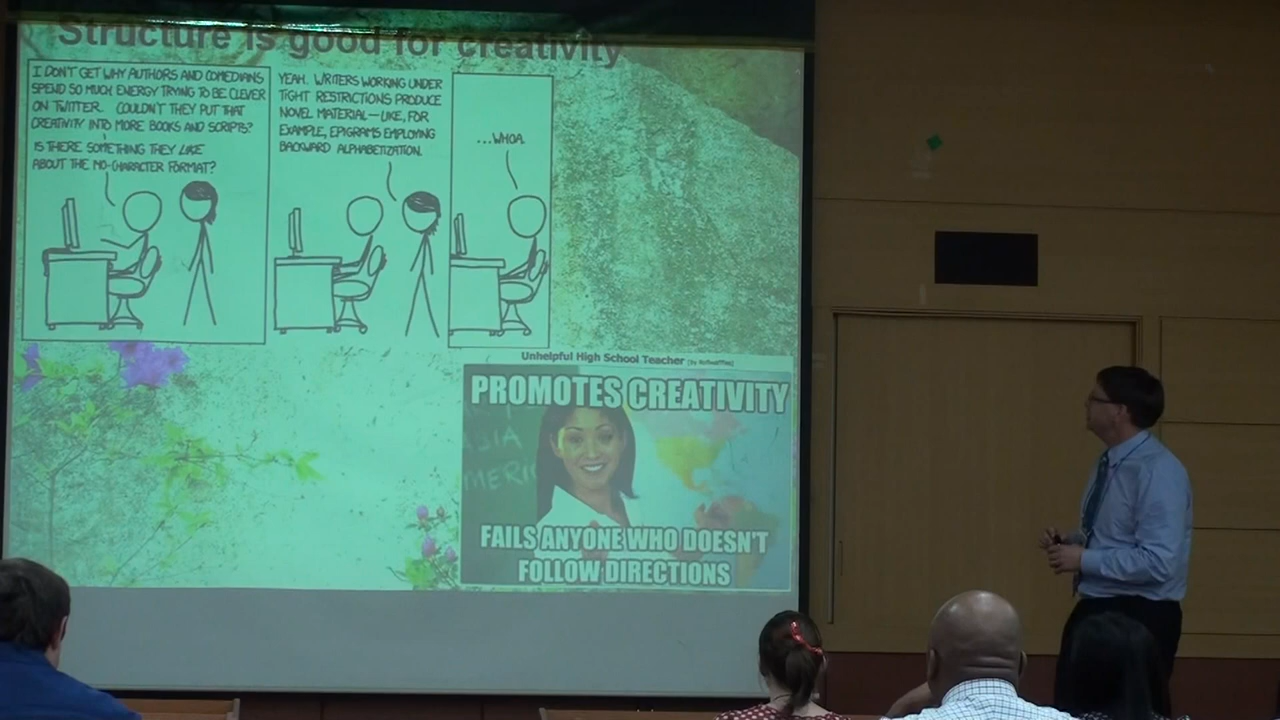 Structure is good for creativity
I DON'T GET WHY AUTHORS AND COMEDIANS
SPEND SO MUCH ENERGY TRYING TO BE CLEVER
ON TWITTER. COULDN'T THEY PUT THAT
CREATIVITY INTO MORE BOOKS AND SCRIPTS?
IS THERE SOMETHING THEY LIKE
ABOUT THE 140-CHARACTER FORMAT?
YEAH. WRITERS WORKING UNDER
TIGHT RESTRICTIONS PRODUCE
NOVEL MATERIAL—LIKE, FOR
EXAMPLE, EPIGRAMS EMPLOYING
BACKWARD ALPHABETIZATION.
...WHOA.
Unhelpful High School Teacher
PROMOTES CREATIVITY
FAILS ANYONE WHO DOESN'T
FOLLOW DIRECTIONS